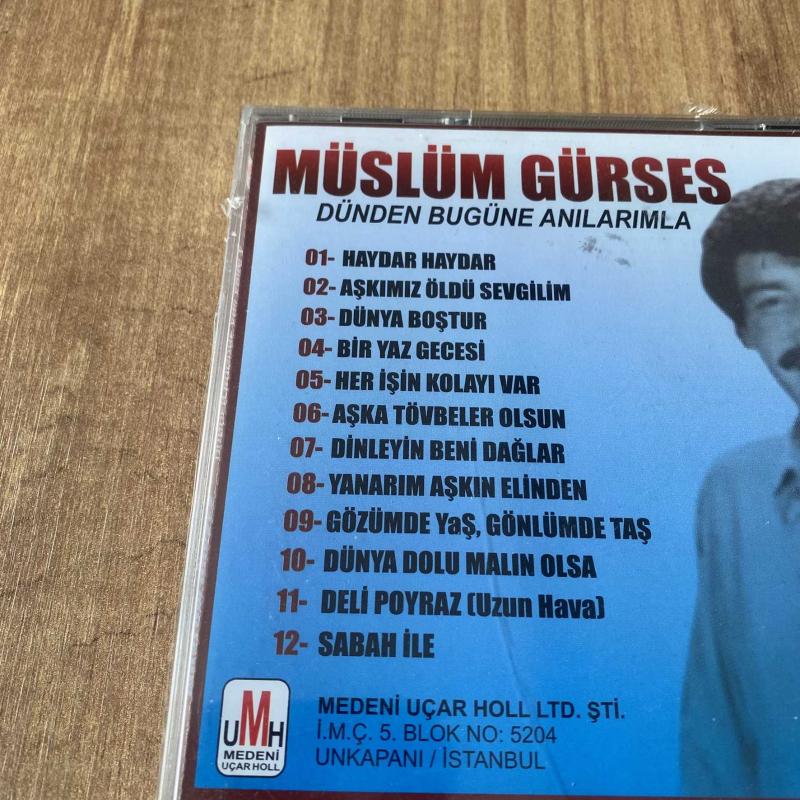 MÜSLÜM GÜRSES
DÜNDEN BUGÜNE ANILARIMLA
01- HAYDAR HAYDAR
02- AŞKIMIZ ÖLDÜ SEVGİLİM
03- DÜNYA BOŞTUR
04- BİR YAZ GECESİ
05- HER İŞİN KOLAYI VAR
06- AŞKA TÖVBELER OLSUN
07- DİNLEYİN BENİ DAĞLAR
08- YANARIM AŞKIN ELİNDEN
09- GÖZÜMDE YaŞ, GÖNLÜMDE TAŞ
10- DÜNYA DOLU MALIN OLSA
11- DELİ POYRAZ (Uzun Hava)
12- SABAH İLE
UMH
MEDENİ
UÇAR HOLL
MEDENİ UÇAR HOLL LTD. ŞTİ.
İ.M.Ç. 5. BLOK NO: 5204
UNKAPANI / İSTANBUL